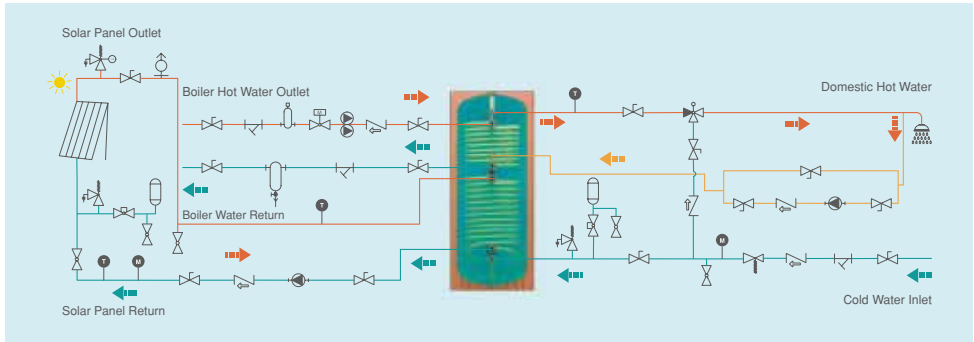 Solar Panel Outlet
Boiler Hot Water Outlet
Domestic Hot Water
M
T
Boiler Water Return
T
M
T
M
Solar Panel Return
Cold Water Inlet